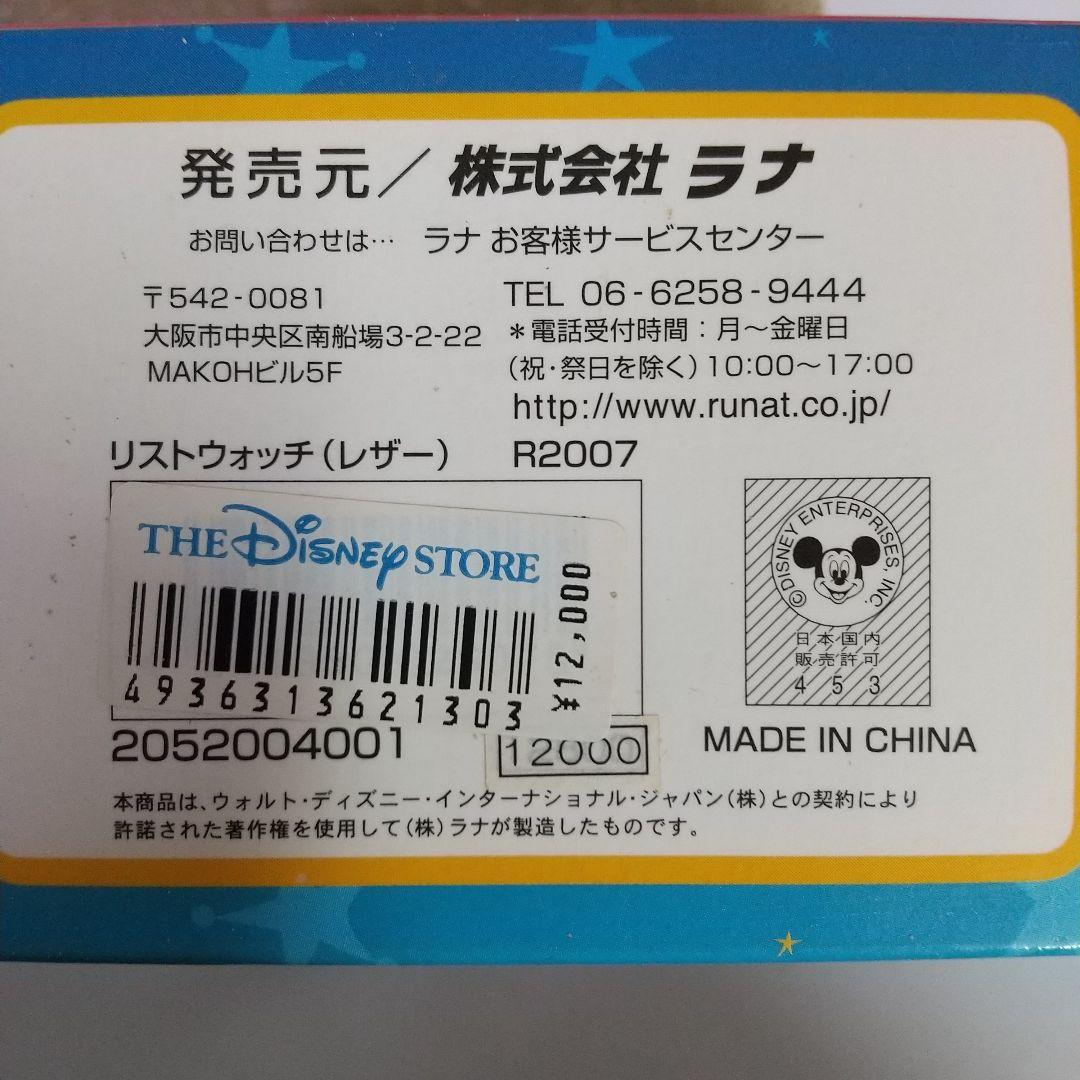 発売元/株式会社 ラナ
お問い合わせは… ラナ お客様サービスセンター
〒542-0081
大阪市中央区南船場3-2-22
MAKOHビル5F
TEL 06-6258-9444
*電話受付時間:月~金曜日
(祝・祭日を除く)10:00~17:00
http://www.runat.co.jp/
リストウォッチ(レザー) R2007
THE DISNEY STORE
¥12,000
4936313621303
©DISNEY ENTERPRISES, INC.
日本国内
販売許可
453
2052004001
12000
MADE IN CHINA
本商品は、ウォルト・ディズニー・インターナショナル・ジャパン(株)との契約により
許諾された著作権を使用して(株)ラナが製造したものです。